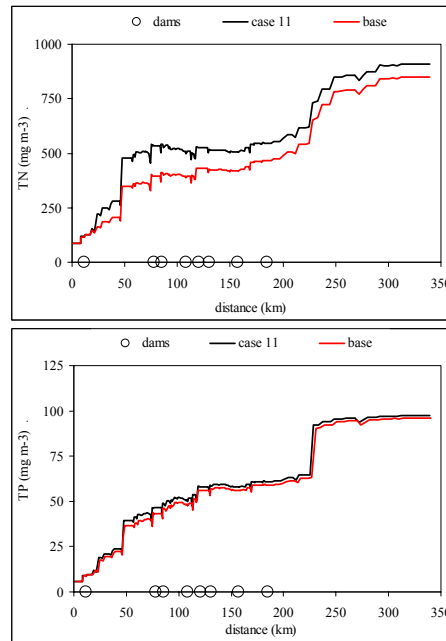 dams case 11 base
1000
750
500
250
0
TN (mg m-3) .
0 50 100 150 200 250 300 350
distance (km)
dams case 11 base
125
100
75
50
25
0
TP (mg m-3) .
0 50 100 150 200 250 300 350
distance (km)